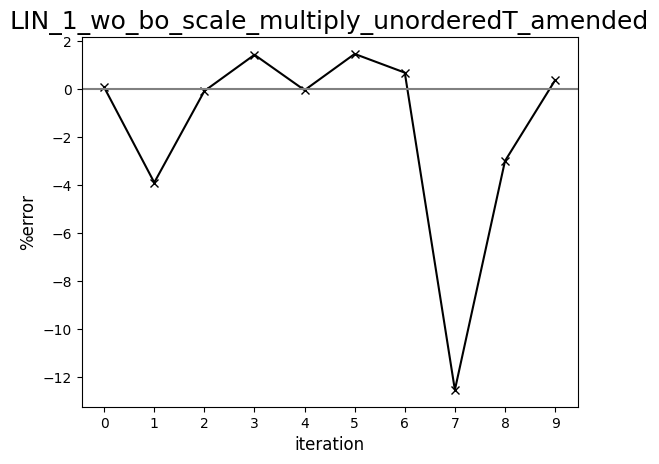 LIN_1_wo_bo_scale_multiply_unorderedT_amended
2
0
−2
−4
−6
−8
−10
−12
%error
0 1 2 3 4 5 6 7 8 9
iteration